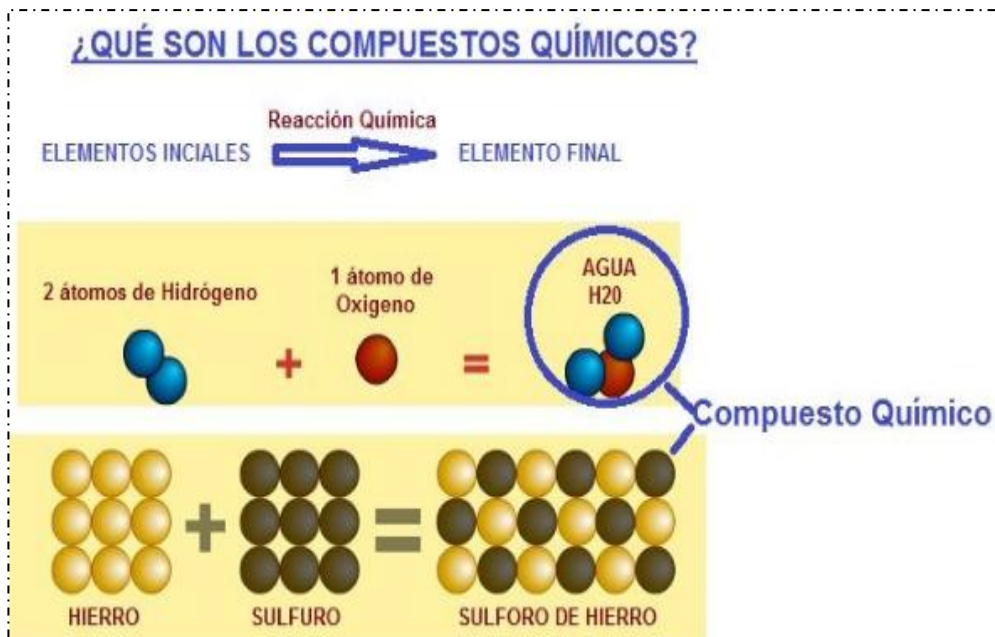 ¿QUÉ SON LOS COMPUESTOS QUÍMICOS?
Reacción Química
ELEMENTOS INCIALES
ELEMENTO FINAL
2 átomos de Hidrógeno
+
1 átomo de
Oxigeno
=
AGUA
H20
Compuesto Químico
+
=
HIERRO
SULFURO
SULFORO DE HIERRO